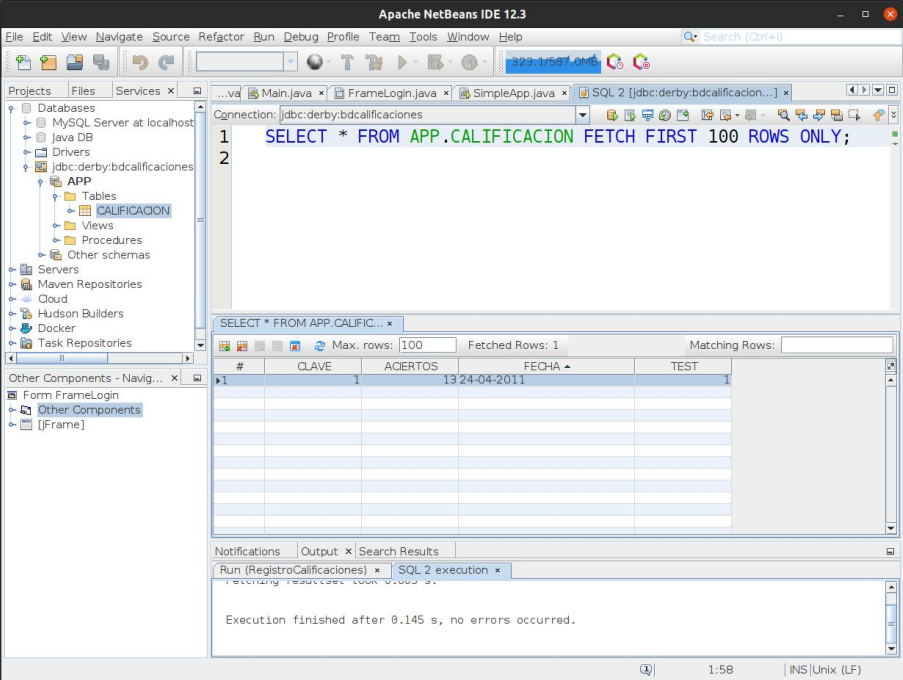 Apache NetBeans IDE 12.3
File Edit View Navigate Source Refactor Run Debug Profile Team Tools Window Help
Search (Ctrl+I)
323.1/587.0MB
Projects Files Services
...va Main.java FrameLogin.java SimpleApp.java SQL 2 [jdbc:derby:bdcalificacion...]
Connection: jdbc:derby:bdcalificaciones
Databases
MySQL Server at localhost
Java DB
Drivers
jdbc:derby:bdcalificaciones
APP
Tables
CALIFICACION
Views
Procedures
Other schemas
Servers
Maven Repositories
Cloud
Hudson Builders
Docker
Task Repositories
1 SELECT * FROM APP.CALIFICACION FETCH FIRST 100 ROWS ONLY;
2
SELECT * FROM APP.CALIFIC...
Max. rows: 100 Fetched Rows: 1 Matching Rows:
# CLAVE ACIERTOS FECHA TEST
1 1 13 24-04-2011 1
Other Components - Navig...
Form FrameLogin
Other Components
[JFrame]
Notifications Output Search Results
Run (RegistroCalificaciones) SQL 2 execution
Fetching resultset took 0.005 s.
Execution finished after 0.145 s, no errors occurred.
1:58 INS Unix (LF)